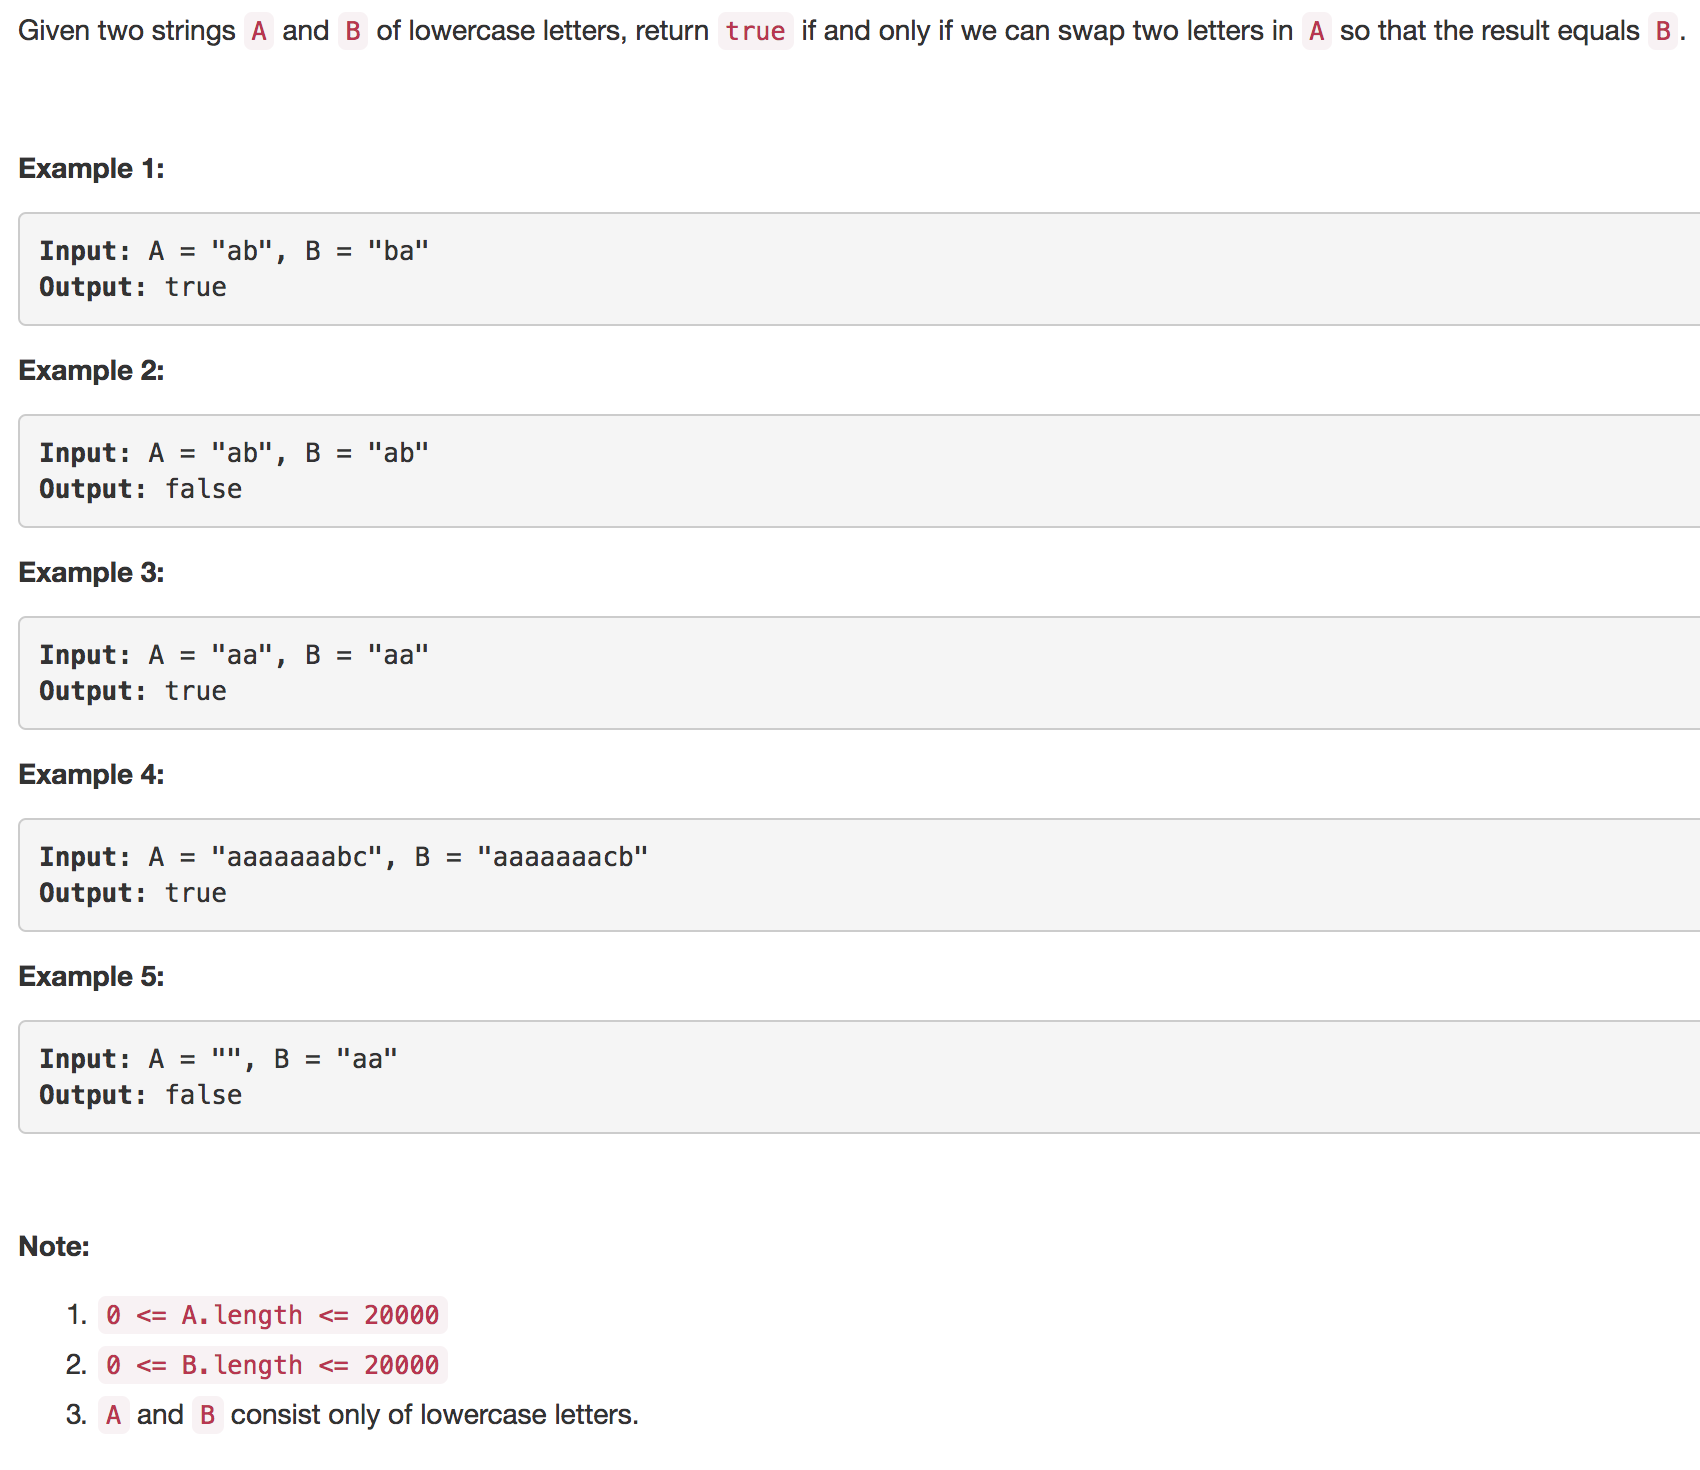 Given two strings A and B of lowercase letters, return true if and only if we can swap two letters in A so that the result equals B.
Example 1:
Input: A = "ab", B = "ba"
Output: true
Example 2:
Input: A = "ab", B = "ab"
Output: false
Example 3:
Input: A = "aa", B = "aa"
Output: true
Example 4:
Input: A = "aaaaaaabc", B = "aaaaaaacb"
Output: true
Example 5:
Input: A = "", B = "aa"
Output: false
Note:
1. 0 <= A.length <= 20000
2. 0 <= B.length <= 20000
3. A and B consist only of lowercase letters.